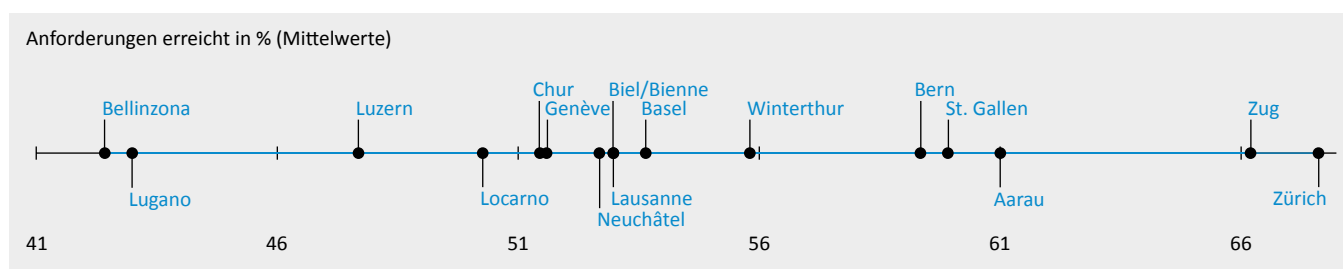 Anforderungen erreicht in % (Mittelwerte)
Chur Biel/Bienne Bern
Bellinzona Luzern Genève Basel Winterthur St. Gallen Zug
Lugano Locarno Lausanne Aarau Zürich
Neuchâtel
41 46 51 56 61 66